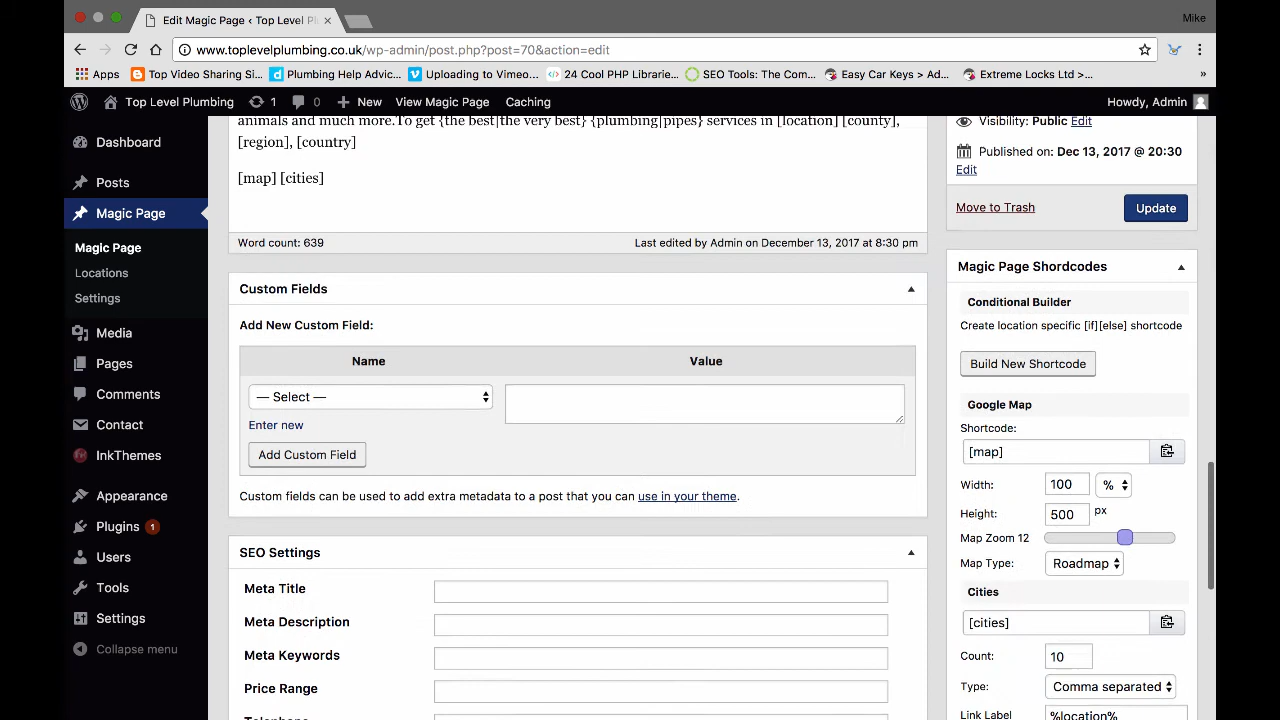 Edit Magic Page ‹ Top Level Pl
Mike
www.toplevelplumbing.co.uk/wp-admin/post.php?post=70&action=edit
Apps
Top Video Sharing Si...
Plumbing Help Advic...
Uploading to Vimeo...
24 Cool PHP Librarie...
SEO Tools: The Com...
Easy Car Keys > Ad...
Extreme Locks Ltd >...
»
Top Level Plumbing
1
0
New
View Magic Page
Caching
Howdy, Admin
Dashboard
Posts
Magic Page
Magic Page
Locations
Settings
Media
Pages
Comments
Contact
InkThemes
Appearance
Plugins 1
Users
Tools
Settings
Collapse menu
animals and much more.To get {the best|the very best} {plumbing|pipes} services in [location] [county],
[region], [country]
[map] [cities]
Word count: 639
Last edited by Admin on December 13, 2017 at 8:30 pm
Custom Fields
Add New Custom Field:
Name
Value
— Select —
Enter new
Add Custom Field
Custom fields can be used to add extra metadata to a post that you can use in your theme.
SEO Settings
Meta Title
Meta Description
Meta Keywords
Price Range
Telephone
Visibility: Public Edit
Published on: Dec 13, 2017 @ 20:30
Edit
Move to Trash
Update
Magic Page Shordcodes
Conditional Builder
Create location specific [if][else] shortcode
Build New Shortcode
Google Map
Shortcode:
[map]
Width: 100 %
Height: 500 px
Map Zoom 12
Map Type: Roadmap
Cities
[cities]
Count: 10
Type: Comma separated
Link Label %location%